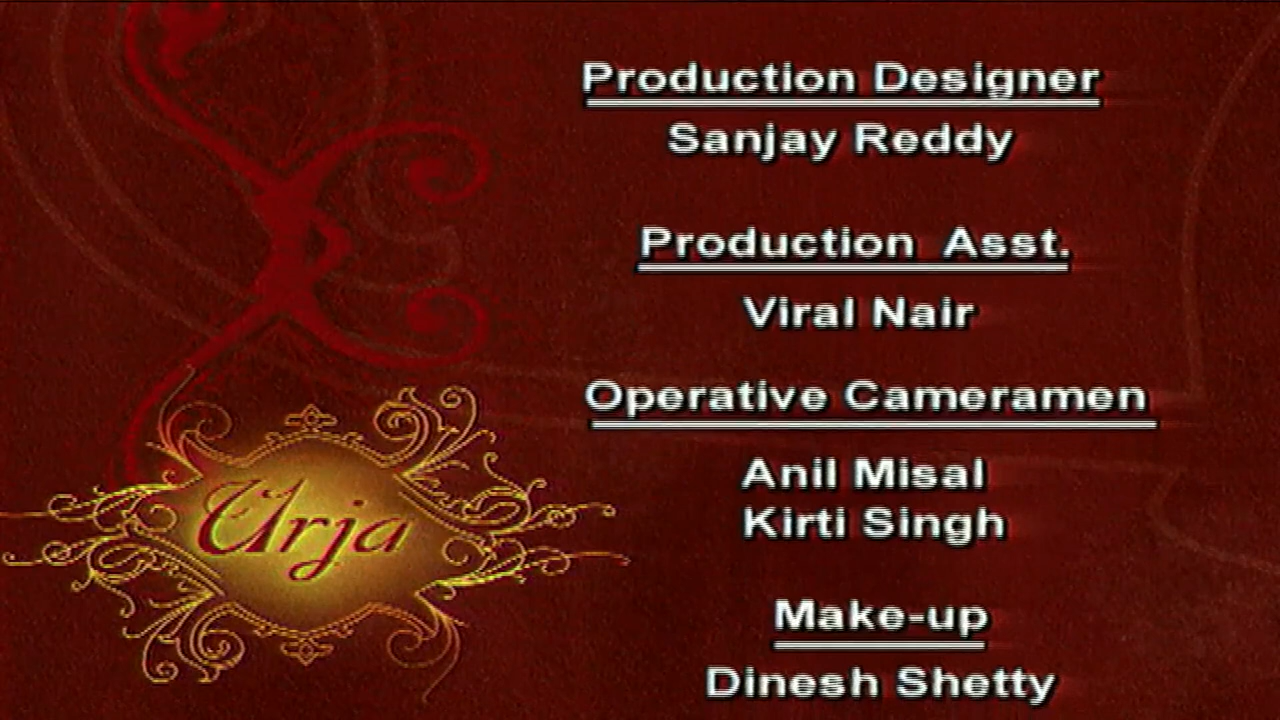 Production Designer
Sanjay Reddy
Production Asst.
Viral Nair
Operative Cameramen
Anil Misal
Kirti Singh
Make-up
Dinesh Shetty
Urja